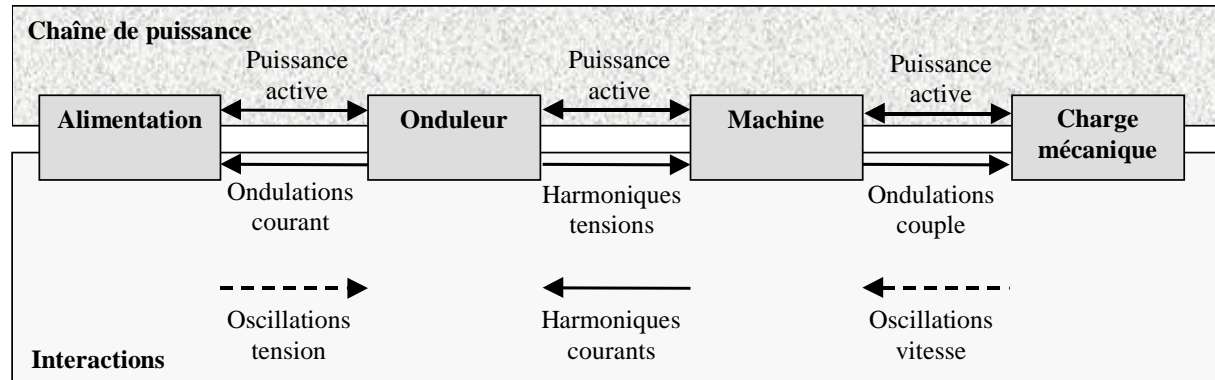 Chaîne de puissance
Puissance
active
Puissance
active
Puissance
active
Alimentation
Onduleur
Machine
Charge
mécanique
Ondulations
courant
Harmoniques
tensions
Ondulations
couple
Oscillations
tension
Harmoniques
courants
Oscillations
vitesse
Interactions